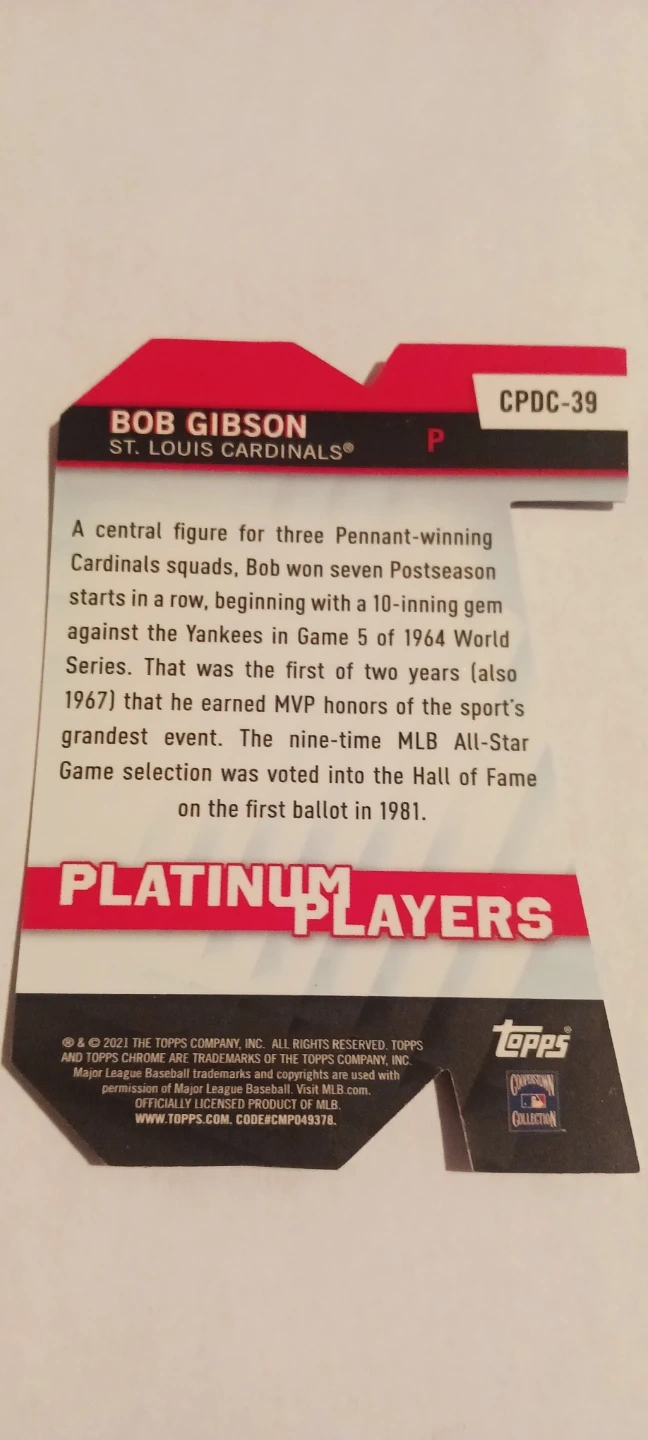 CPDC-39
BOB GIBSON
ST. LOUIS CARDINALS®
P
A central figure for three Pennant-winning
Cardinals squads, Bob won seven Postseason
starts in a row, beginning with a 10-inning gem
against the Yankees in Game 5 of 1964 World
Series. That was the first of two years (also
1967) that he earned MVP honors of the sport's
grandest event. The nine-time MLB All-Star
Game selection was voted into the Hall of Fame
on the first ballot in 1981.
PLATINUM
PLAYERS
® & © 2021 THE TOPPS COMPANY, INC. ALL RIGHTS RESERVED. TOPPS
AND TOPPS CHROME ARE TRADEMARKS OF THE TOPPS COMPANY, INC.
Major League Baseball trademarks and copyrights are used with
permission of Major League Baseball. Visit MLB.com.
OFFICIALLY LICENSED PRODUCT OF MLB.
WWW.TOPPS.COM. CODE#CMP049378.
topps®
COOPERSTOWN
COLLECTION